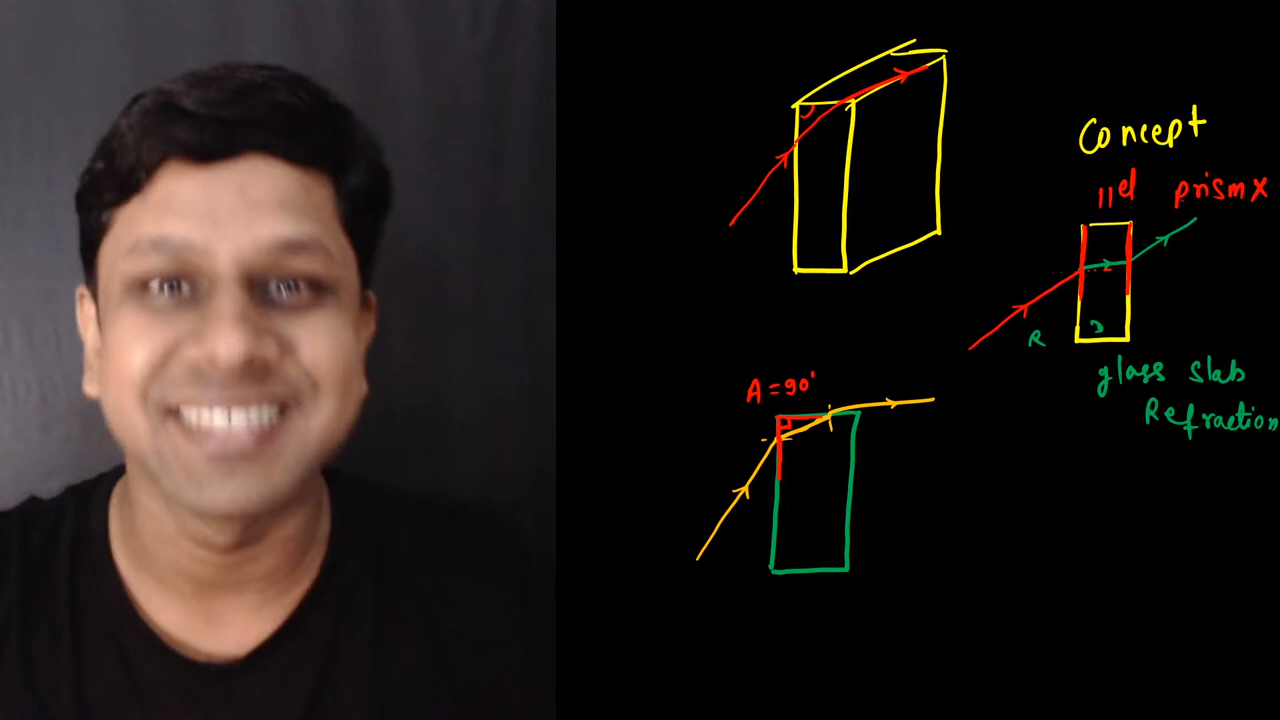 Concept
||el prism x
R
glass slab
Refraction
A = 90°